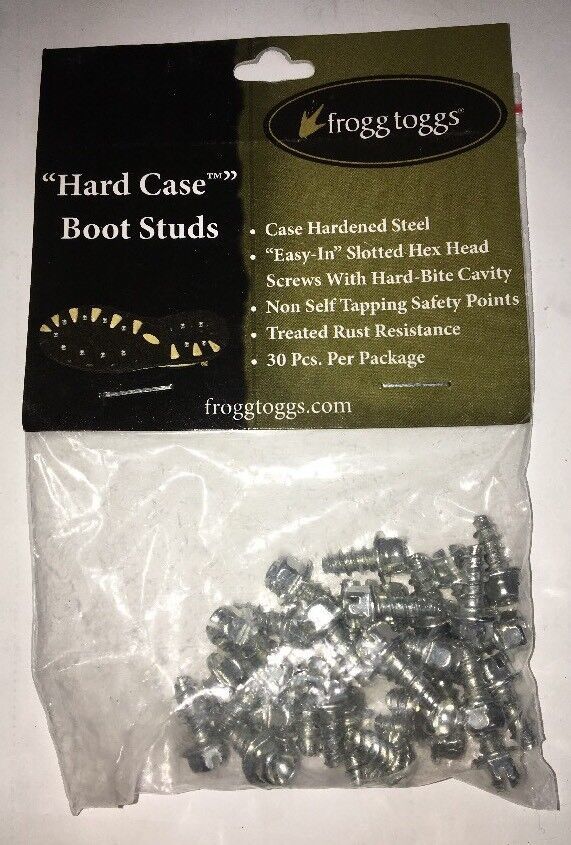 frogg toggs™
"Hard Case™"
Boot Studs
• Case Hardened Steel
• "Easy-In" Slotted Hex Head
Screws With Hard-Bite Cavity
• Non Self Tapping Safety Points
• Treated Rust Resistance
• 30 Pcs. Per Package
froggtoggs.com